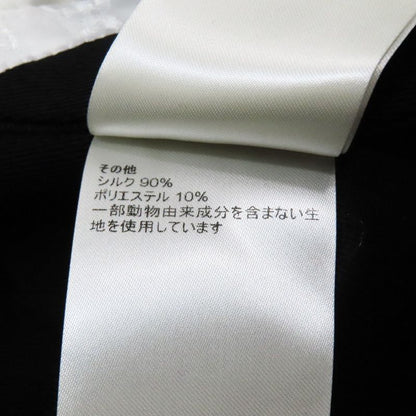 その他
シルク 90%
ポリエステル 10%
一部動物由来成分を含まない生
地を使用しています